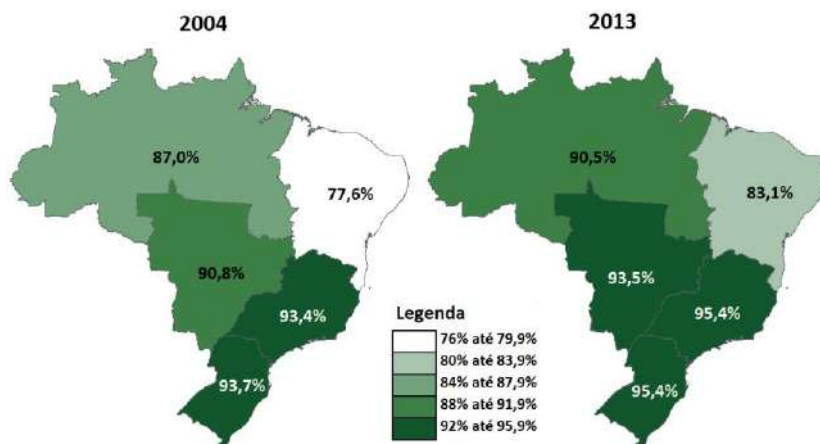 2004
87,0%
77,6%
90,8%
93,4%
93,7%
2013
90,5%
83,1%
93,5%
95,4%
95,4%
Legenda
76% até 79,9%
80% até 83,9%
84% até 87,9%
88% até 91,9%
92% até 95,9%